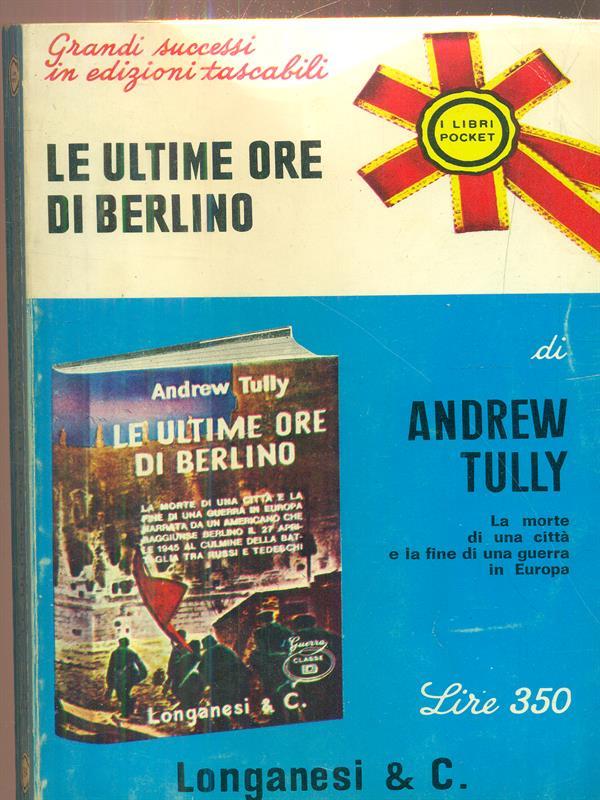 Grandi successi
in edizioni tascabili
I LIBRI
POCKET
LE ULTIME ORE
DI BERLINO
di
ANDREW
TULLY
La morte
di una città
e la fine di una guerra
in Europa
Andrew Tully
LE ULTIME ORE
DI BERLINO
LA MORTE DI UNA CITTÀ E LA
FINE DI UNA GUERRA IN EUROPA
NARRATA DA UN AMERICANO CHE
RAGGIUNSE BERLINO IL 27 APRI-
LE 1945 AL CULMINE DELLA BAT-
TAGLIA TRA RUSSI E TEDESCHI
Guerra
CLASSE
Longanesi & C.
Lire 350
Longanesi & C.